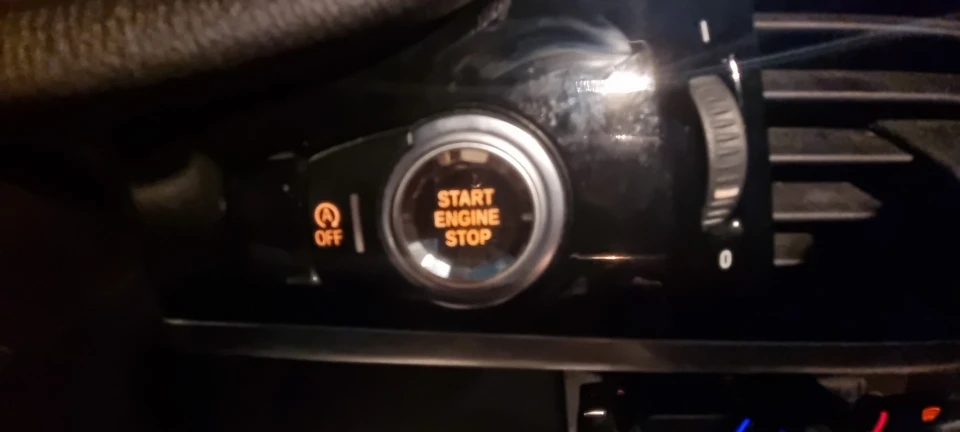 START
ENGINE
STOP
A
OFF
0